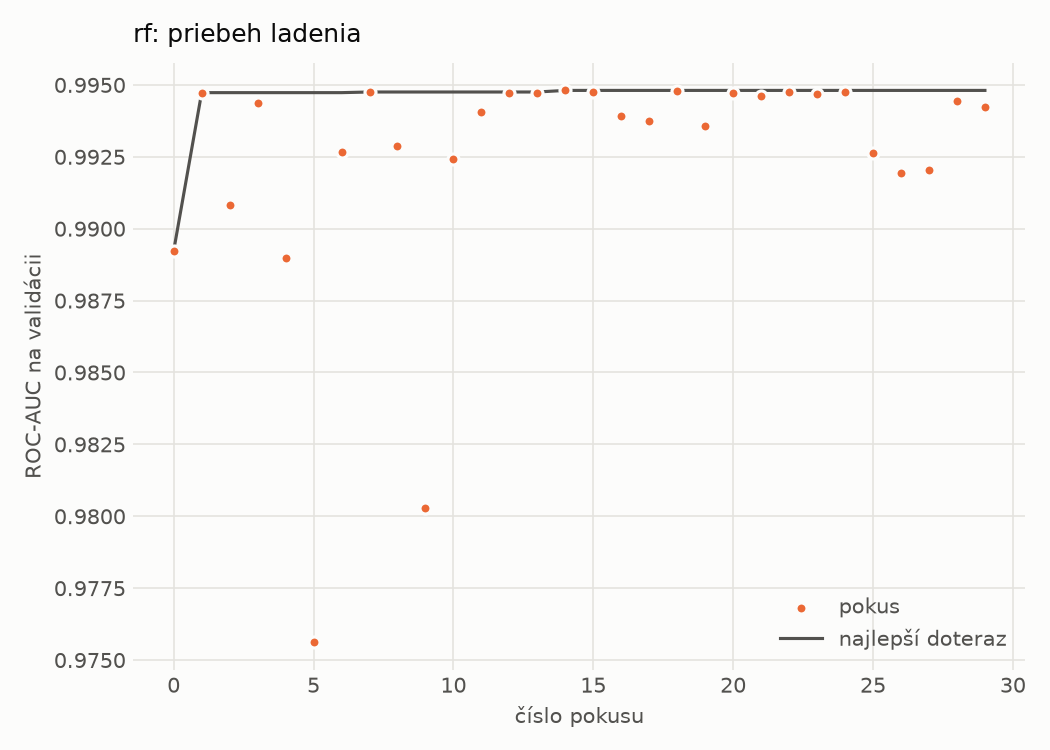 rf: priebeh ladenia
ROC-AUC na validácii
0.9950
0.9925
0.9900
0.9875
0.9850
0.9825
0.9800
0.9775
0.9750
0 5 10 15 20 25 30
číslo pokusu
pokus
najlepší doteraz